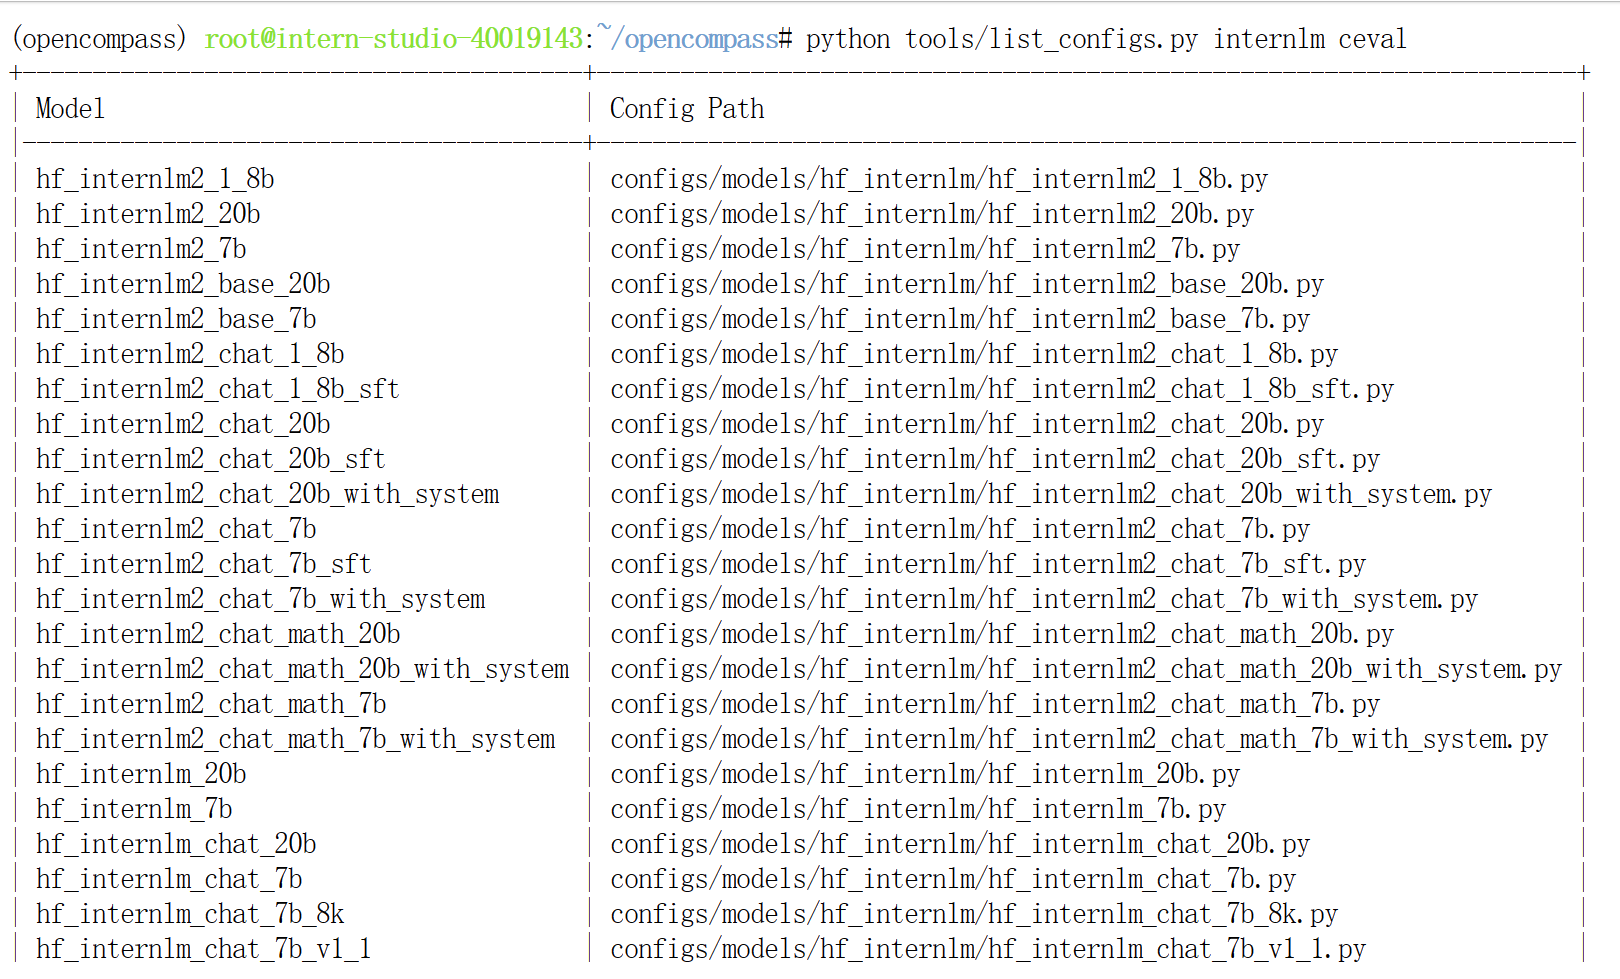 (opencompass) root@intern-studio-40019143:~/opencompass# python tools/list_configs.py internlm ceval
+----------------------------------------+----------------------------------------------------------------------+
| Model | Config Path |
|----------------------------------------+----------------------------------------------------------------------|
| hf_internlm2_1_8b | configs/models/hf_internlm/hf_internlm2_1_8b.py |
| hf_internlm2_20b | configs/models/hf_internlm/hf_internlm2_20b.py |
| hf_internlm2_7b | configs/models/hf_internlm/hf_internlm2_7b.py |
| hf_internlm2_base_20b | configs/models/hf_internlm/hf_internlm2_base_20b.py |
| hf_internlm2_base_7b | configs/models/hf_internlm/hf_internlm2_base_7b.py |
| hf_internlm2_chat_1_8b | configs/models/hf_internlm/hf_internlm2_chat_1_8b.py |
| hf_internlm2_chat_1_8b_sft | configs/models/hf_internlm/hf_internlm2_chat_1_8b_sft.py |
| hf_internlm2_chat_20b | configs/models/hf_internlm/hf_internlm2_chat_20b.py |
| hf_internlm2_chat_20b_sft | configs/models/hf_internlm/hf_internlm2_chat_20b_sft.py |
| hf_internlm2_chat_20b_with_system | configs/models/hf_internlm/hf_internlm2_chat_20b_with_system.py |
| hf_internlm2_chat_7b | configs/models/hf_internlm/hf_internlm2_chat_7b.py |
| hf_internlm2_chat_7b_sft | configs/models/hf_internlm/hf_internlm2_chat_7b_sft.py |
| hf_internlm2_chat_7b_with_system | configs/models/hf_internlm/hf_internlm2_chat_7b_with_system.py |
| hf_internlm2_chat_math_20b | configs/models/hf_internlm/hf_internlm2_chat_math_20b.py |
| hf_internlm2_chat_math_20b_with_system | configs/models/hf_internlm/hf_internlm2_chat_math_20b_with_system.py |
| hf_internlm2_chat_math_7b | configs/models/hf_internlm/hf_internlm2_chat_math_7b.py |
| hf_internlm2_chat_math_7b_with_system | configs/models/hf_internlm/hf_internlm2_chat_math_7b_with_system.py |
| hf_internlm_20b | configs/models/hf_internlm/hf_internlm_20b.py |
| hf_internlm_7b | configs/models/hf_internlm/hf_internlm_7b.py |
| hf_internlm_chat_20b | configs/models/hf_internlm/hf_internlm_chat_20b.py |
| hf_internlm_chat_7b | configs/models/hf_internlm/hf_internlm_chat_7b.py |
| hf_internlm_chat_7b_8k | configs/models/hf_internlm/hf_internlm_chat_7b_8k.py |
| hf_internlm_chat_7b_v1_1 | configs/models/hf_internlm/hf_internlm_chat_7b_v1_1.py |